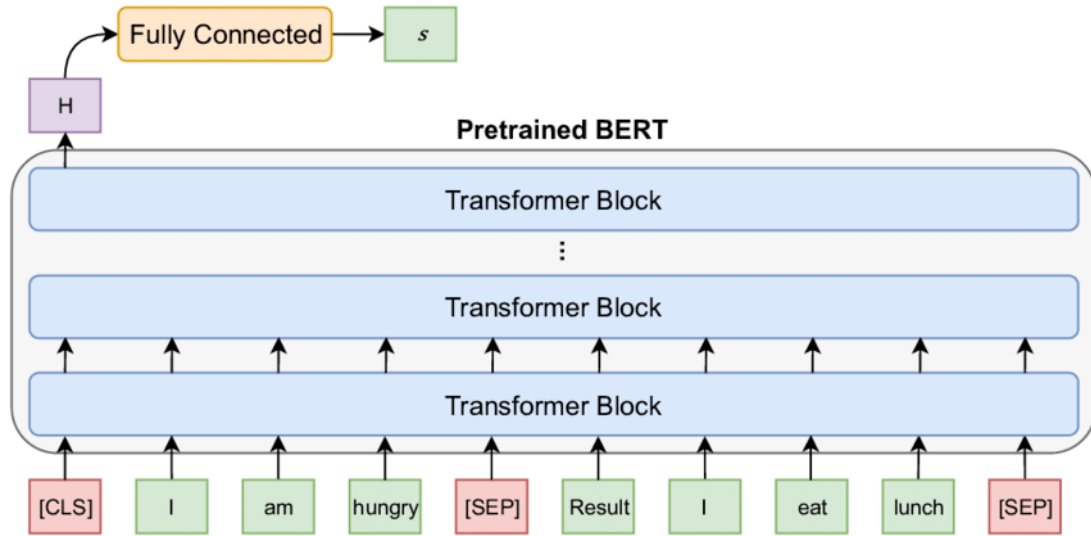 Fully Connected s
H
Pretrained BERT
Transformer Block
...
Transformer Block
Transformer Block
[CLS] I am hungry [SEP] Result I eat lunch [SEP]